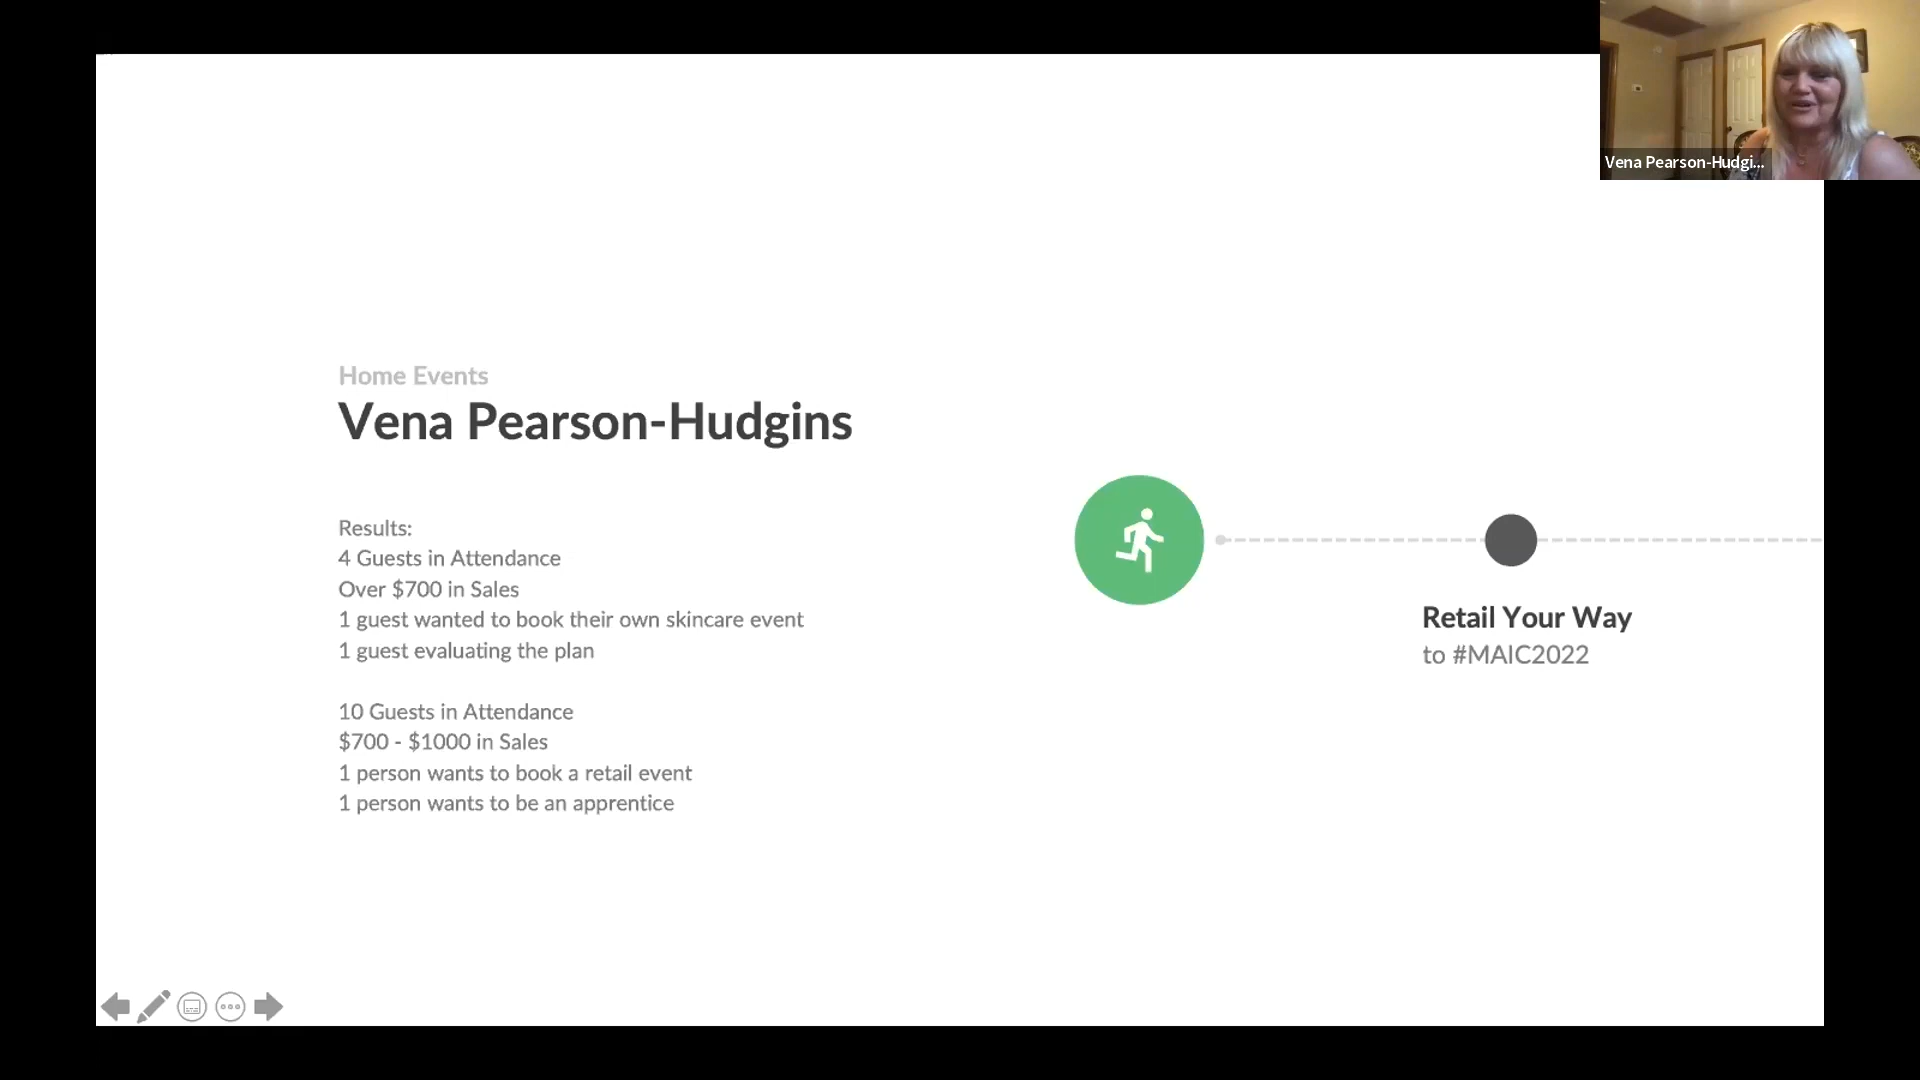 Vena Pearson-Hudgi...
Home Events
Vena Pearson-Hudgins
Results:
4 Guests in Attendance
Over $700 in Sales
1 guest wanted to book their own skincare event
1 guest evaluating the plan
10 Guests in Attendance
$700 - $1000 in Sales
1 person wants to book a retail event
1 person wants to be an apprentice
Retail Your Way
to #MAIC2022